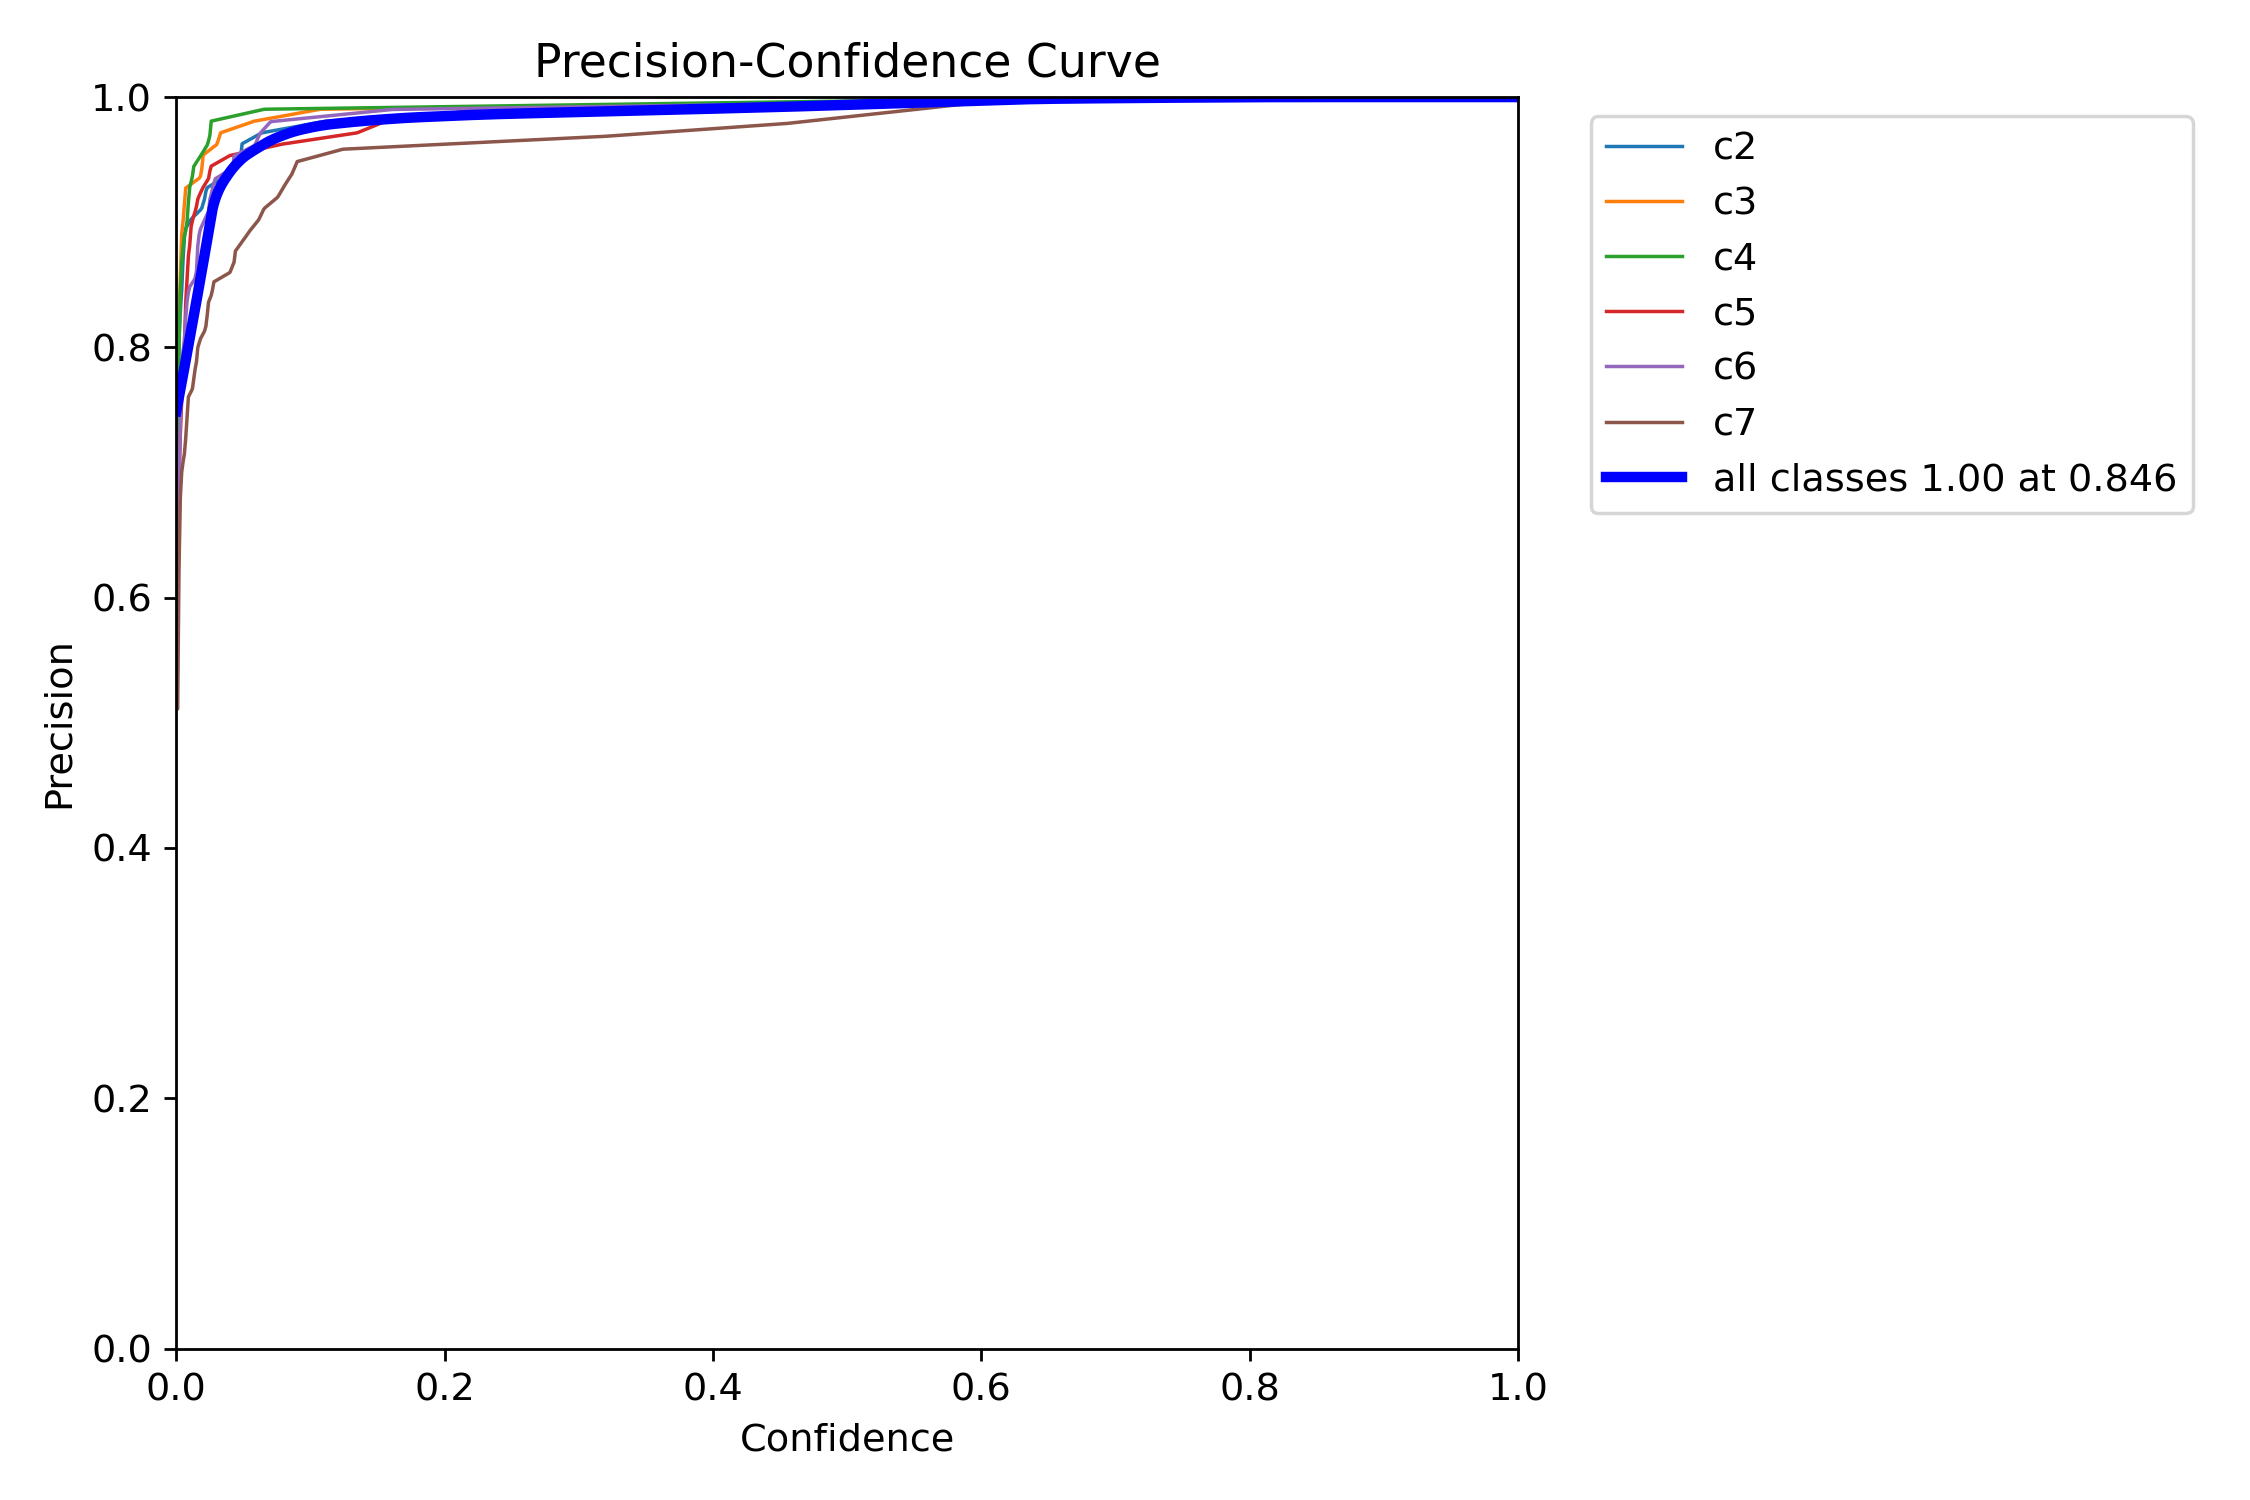 Precision-Confidence Curve
1.0
0.8
0.6
0.4
0.2
0.0
Precision
0.0 0.2 0.4 0.6 0.8 1.0
Confidence
c2
c3
c4
c5
c6
c7
all classes 1.00 at 0.846